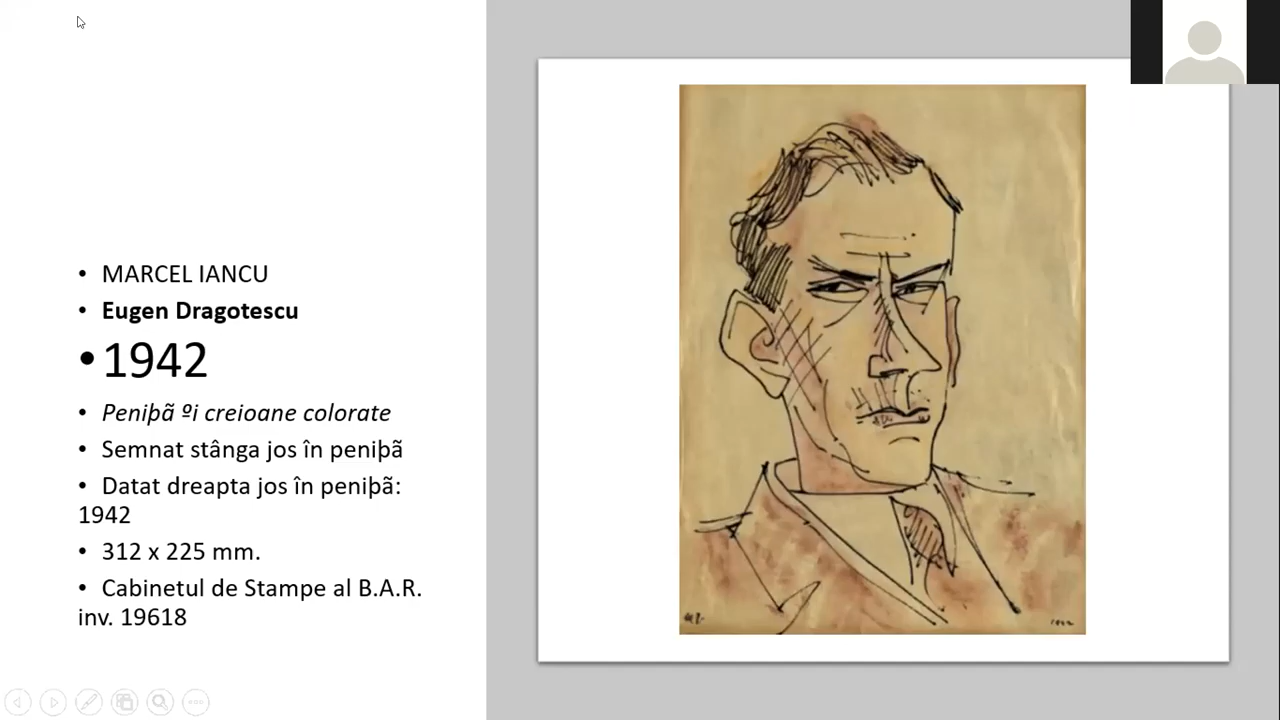 • MARCEL IANCU
• Eugen Dragotescu
• 1942
• Peniþã ºi creioane colorate
• Semnat stânga jos în peniþã
• Datat dreapta jos în peniþã:
1942
• 312 x 225 mm.
• Cabinetul de Stampe al B.A.R.
inv. 19618
1942